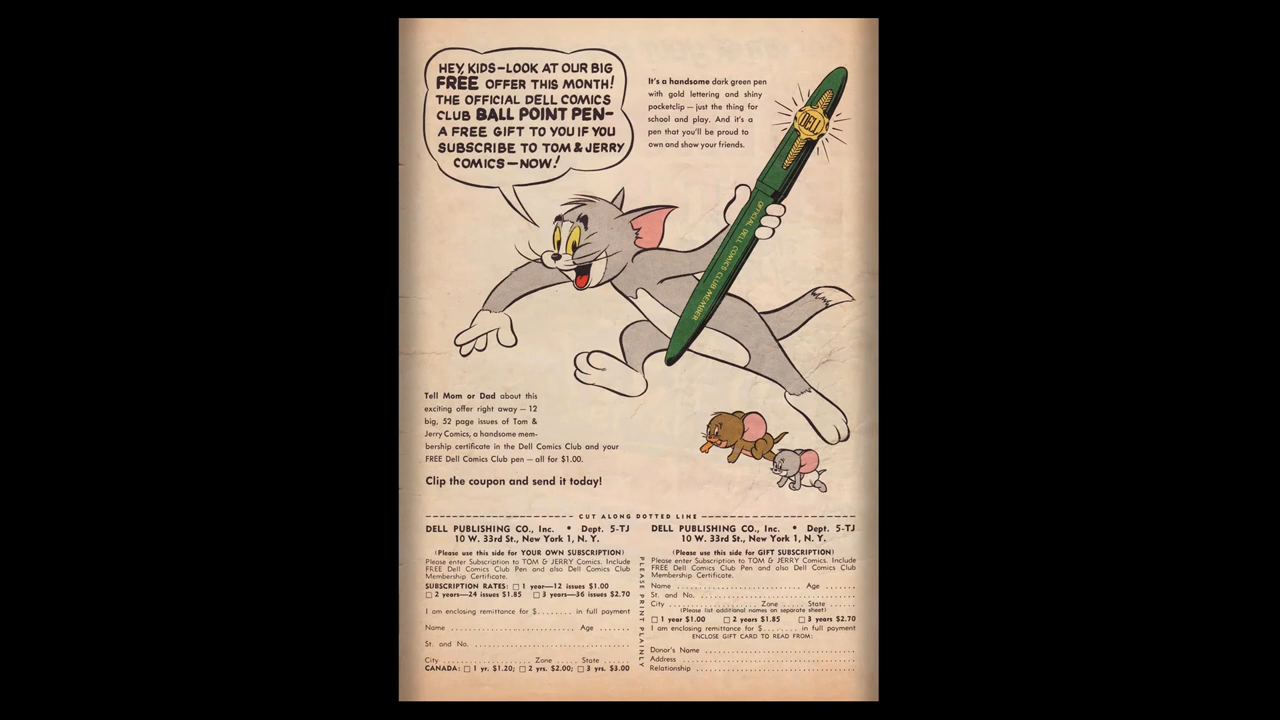 HEY, KIDS—LOOK AT OUR BIG
FREE OFFER THIS MONTH!
THE OFFICIAL DELL COMICS
CLUB BALL POINT PEN—
A FREE GIFT TO YOU IF YOU
SUBSCRIBE TO TOM & JERRY
COMICS—NOW!
It's a handsome dark green pen
with gold lettering and shiny
pocketclip — just the thing for
school and play. And it's a
pen that you'll be proud to
own and show your friends.
DELL
OFFICIAL DELL COMICS CLUB MEMBER
Tell Mom or Dad about this
exciting offer right away — 12
big, 52 page issues of Tom &
Jerry Comics, a handsome mem-
bership certificate in the Dell Comics Club and your
FREE Dell Comics Club pen — all for $1.00.
Clip the coupon and send it today!
CUT ALONG DOTTED LINE
DELL PUBLISHING CO., Inc. • Dept. 5-TJ
10 W. 33rd St., New York 1, N. Y.
(Please use this side for YOUR OWN SUBSCRIPTION)
Please enter Subscription to TOM & JERRY Comics. Include
FREE Dell Comics Club Pen and also Dell Comics Club
Membership Certificate.
SUBSCRIPTION RATES: □ 1 year—12 issues $1.00
□ 2 years—24 issues $1.85 □ 3 years—36 issues $2.70
I am enclosing remittance for $........ in full payment
Name ................................ Age .......
St. and No. ........................................
City .................... Zone ..... State .......
CANADA: □ 1 yr. $1.20; □ 2 yrs. $2.00; □ 3 yrs. $3.00
PLEASE PRINT PLAINLY
DELL PUBLISHING CO., Inc. • Dept. 5-TJ
10 W. 33rd St., New York 1, N. Y.
(Please use this side for GIFT SUBSCRIPTION)
Please enter Subscription to TOM & JERRY Comics. Include
FREE Dell Comics Club Pen and also Dell Comics Club
Membership Certificate.
Name ................................ Age .......
St. and No. ........................................
City .................... Zone ..... State ......
(Please list additional names on separate sheet)
□ 1 year $1.00 □ 2 years $1.85 □ 3 years $2.70
I am enclosing remittance for $........ in full payment
ENCLOSE GIFT CARD TO READ FROM:
Donor's Name .......................................
Address ............................................
Relationship .......................................